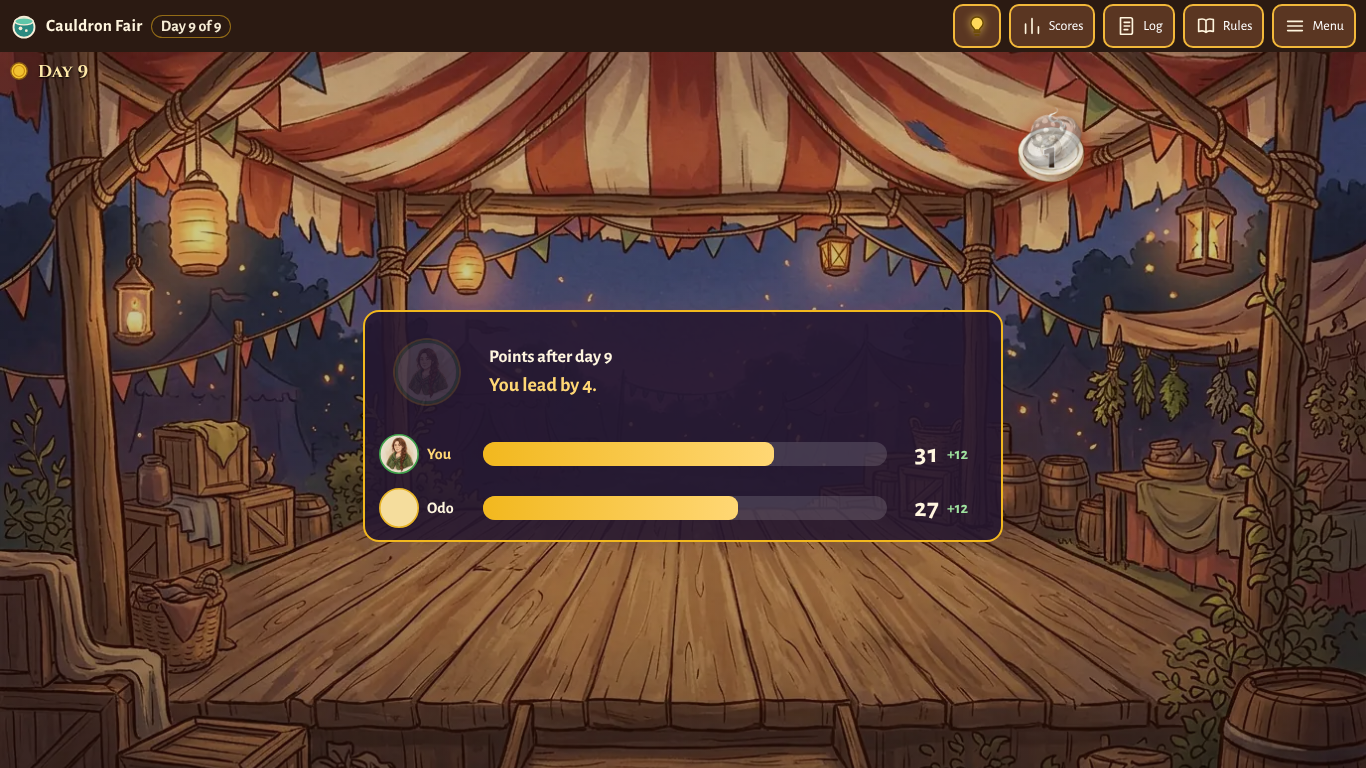 Cauldron Fair
Day 9 of 9
Scores
Log
Rules
Menu
Day 9
1
Points after day 9
You lead by 4.
You
31 +12
Odo
27 +12